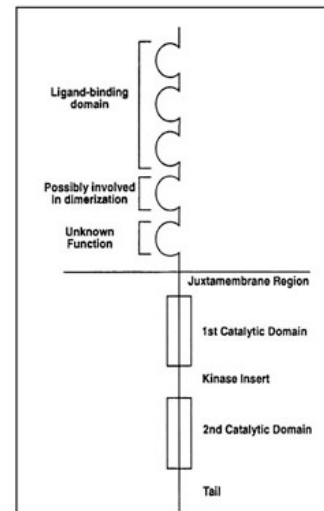 Ligand-binding
domain
Possibly involved
in dimerization
Unknown
Function
Juxtamembrane Region
1st Catalytic Domain
Kinase Insert
2nd Catalytic Domain
Tail